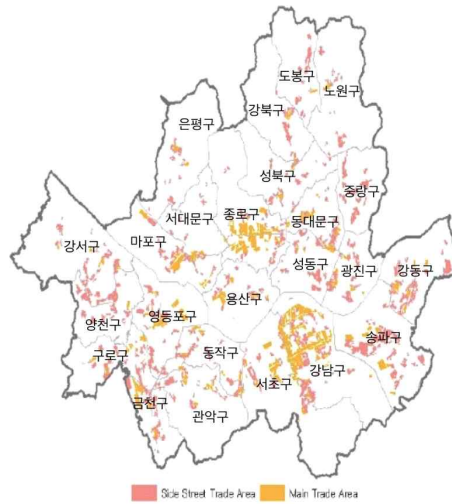 도봉구
노원구
강북구
은평구
성북구
중랑구
서대문구
종로구
동대문구
강서구
마포구
성동구
광진구
강동구
용산구
양천구
영등포구
송파구
구로구
동작구
강남구
서초구
금천구
관악구
Side Street Trade Area
Main Trade Area